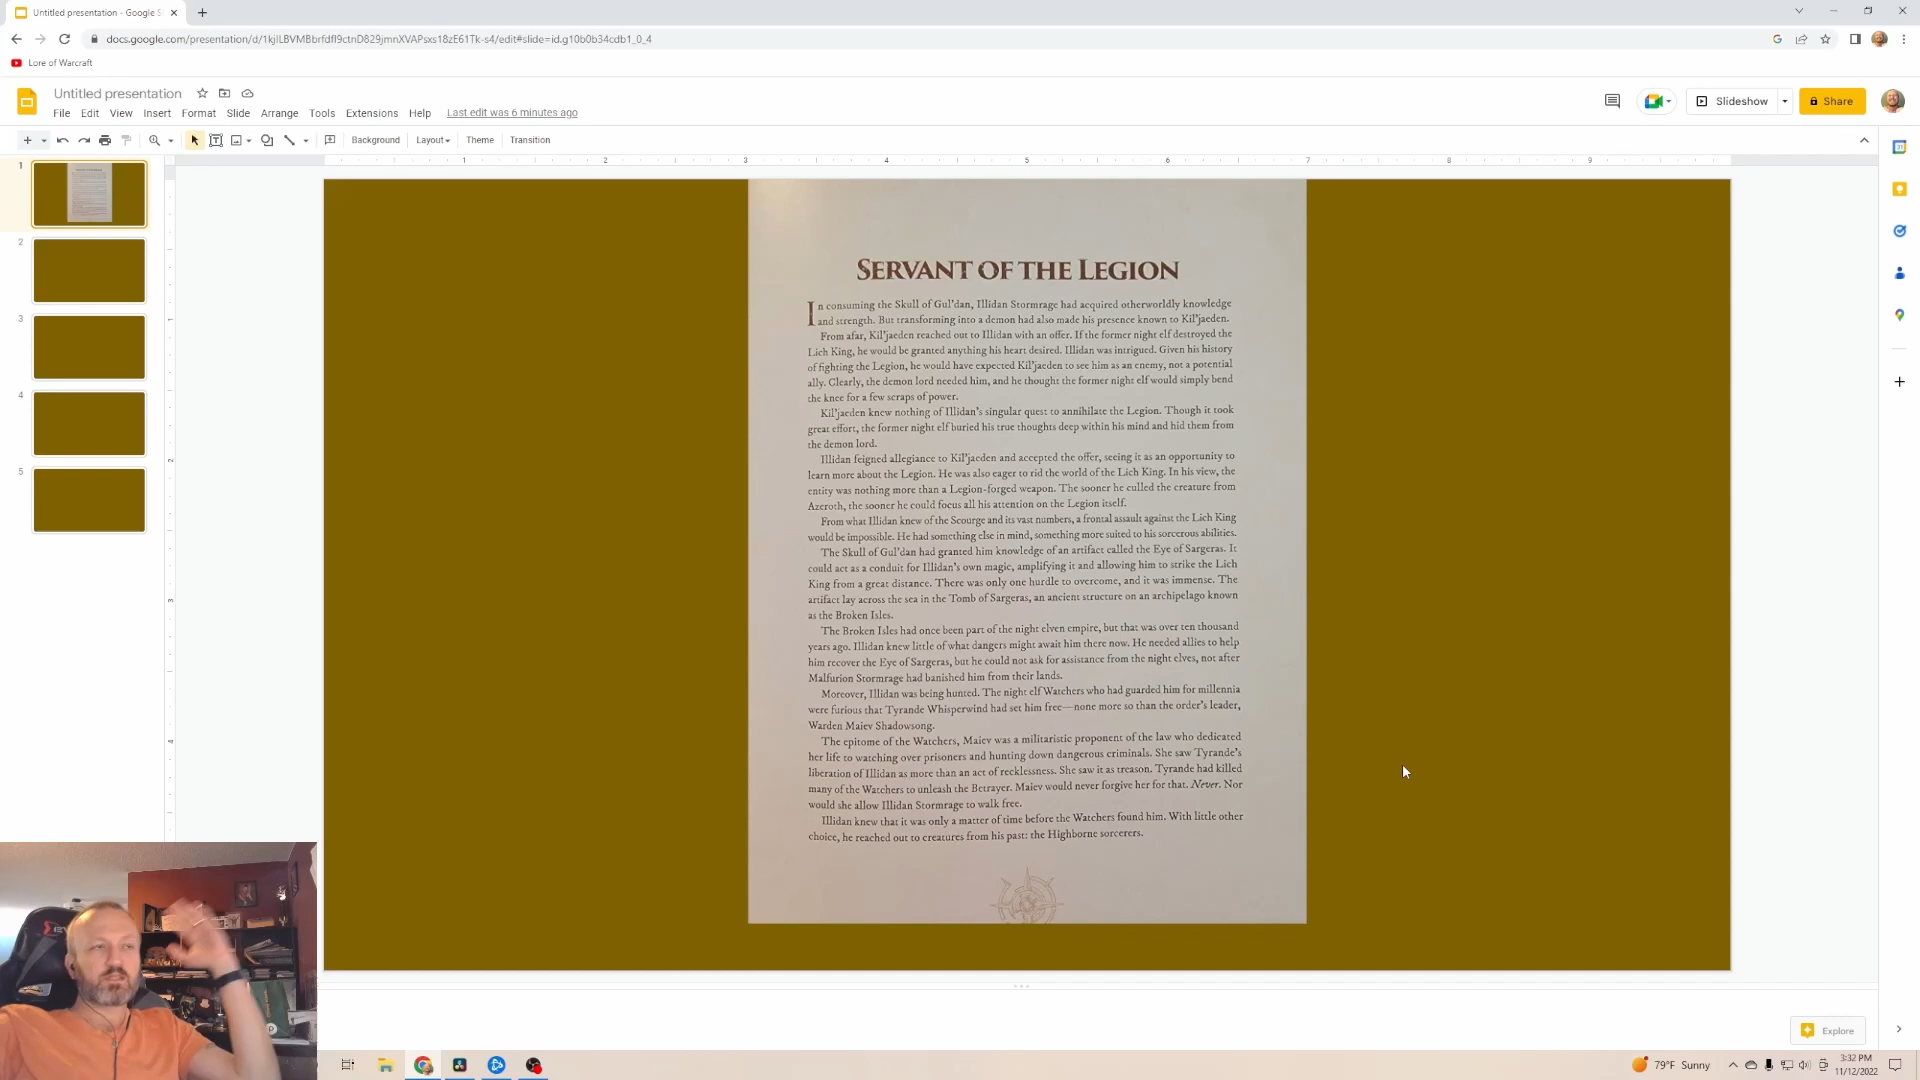 Untitled presentation - Google S
docs.google.com/presentation/d/1kjILBVMBbrfdfI9ctnD829jmnXVAPsxs18zE61Tk-s4/edit#slide=id.g10b0b34cdb1_0_4
Lore of Warcraft
Untitled presentation
File Edit View Insert Format Slide Arrange Tools Extensions Help Last edit was 6 minutes ago
Slideshow
Share
Background Layout Theme Transition
1 2 3 4 5 6 7 8 9
1
2
3
4
5
1
2
3
4
SERVANT OF THE LEGION
In consuming the Skull of Gul'dan, Illidan Stormrage had acquired otherworldly knowledge
and strength. But transforming into a demon had also made his presence known to Kil'jaeden.
From afar, Kil'jaeden reached out to Illidan with an offer. If the former night elf destroyed the
Lich King, he would be granted anything his heart desired. Illidan was intrigued. Given his history
of fighting the Legion, he would have expected Kil'jaeden to see him as an enemy, not a potential
ally. Clearly, the demon lord needed him, and he thought the former night elf would simply bend
the knee for a few scraps of power.
Kil'jaeden knew nothing of Illidan's singular quest to annihilate the Legion. Though it took
great effort, the former night elf buried his true thoughts deep within his mind and hid them from
the demon lord.
Illidan feigned allegiance to Kil'jaeden and accepted the offer, seeing it as an opportunity to
learn more about the Legion. He was also eager to rid the world of the Lich King. In his view, the
entity was nothing more than a Legion-forged weapon. The sooner he culled the creature from
Azeroth, the sooner he could focus all his attention on the Legion itself.
From what Illidan knew of the Scourge and its vast numbers, a frontal assault against the Lich King
would be impossible. He had something else in mind, something more suited to his sorcerous abilities.
The Skull of Gul'dan had granted him knowledge of an artifact called the Eye of Sargeras. It
could act as a conduit for Illidan's own magic, amplifying it and allowing him to strike the Lich
King from a great distance. There was only one hurdle to overcome, and it was immense. The
artifact lay across the sea in the Tomb of Sargeras, an ancient structure on an archipelago known
as the Broken Isles.
The Broken Isles had once been part of the night elven empire, but that was over ten thousand
years ago. Illidan knew little of what dangers might await him there now. He needed allies to help
him recover the Eye of Sargeras, but he could not ask for assistance from the night elves, not after
Malfurion Stormrage had banished him from their lands.
Moreover, Illidan was being hunted. The night elf Watchers who had guarded him for millennia
were furious that Tyrande Whisperwind had set him free—none more so than the order's leader,
Warden Maiev Shadowsong.
The epitome of the Watchers, Maiev was a militaristic proponent of the law who dedicated
her life to watching over prisoners and hunting down dangerous criminals. She saw Tyrande's
liberation of Illidan as more than an act of recklessness. She saw it as treason. Tyrande had killed
many of the Watchers to unleash the Betrayer. Maiev would never forgive her for that. Never. Nor
would she allow Illidan Stormrage to walk free.
Illidan knew that it was only a matter of time before the Watchers found him. With little other
choice, he reached out to creatures from his past: the Highborne sorcerers.
Explore
79°F Sunny
3:32 PM
11/12/2022